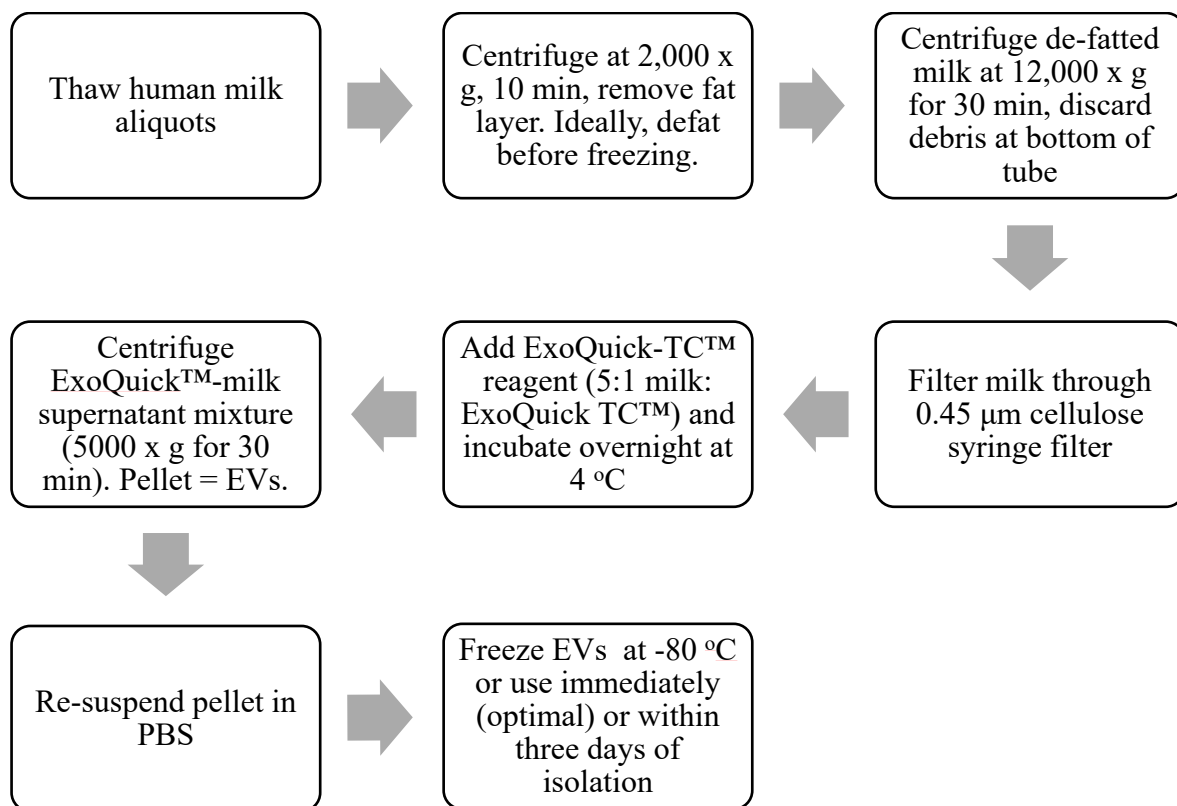 Thaw human milk
aliquots
Centrifuge at 2,000 x
g, 10 min, remove fat
layer. Ideally, defat
before freezing.
Centrifuge de-fatted
milk at 12,000 x g
for 30 min, discard
debris at bottom of
tube
Filter milk through
0.45 μm cellulose
syringe filter
Add ExoQuick-TC™
reagent (5:1 milk:
ExoQuick TC™) and
incubate overnight at
4 ºC
Centrifuge
ExoQuick™-milk
supernatant mixture
(5000 x g for 30
min). Pellet = EVs.
Re-suspend pellet in
PBS
Freeze EVs at -80 ºC
or use immediately
(optimal) or within
three days of
isolation